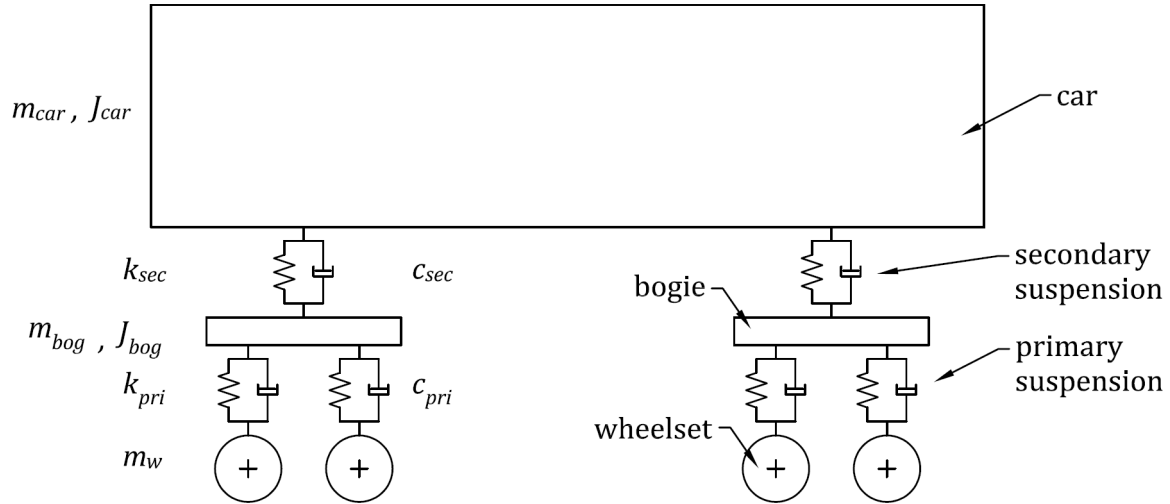 m_car , J_car
car
k_sec
c_sec
secondary
suspension
bogie
m_bog , J_bog
primary
suspension
k_pri
c_pri
wheelset
m_w